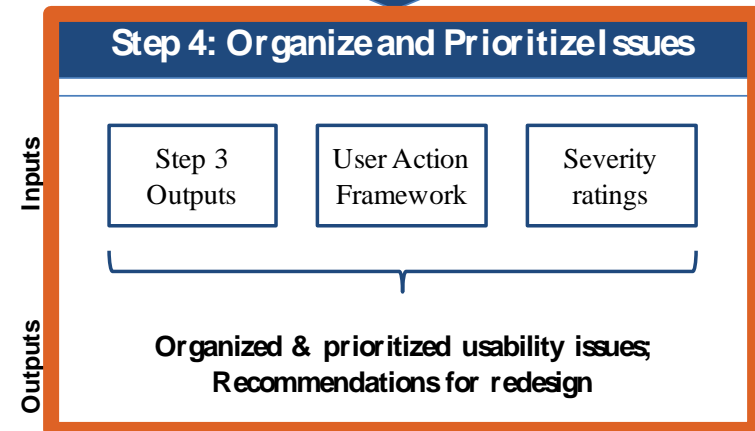 Step 4: Organize and Prioritize Issues
Inputs
Step 3
Outputs
User Action
Framework
Severity
ratings
Outputs
Organized & prioritized usability issues;
Recommendations for redesign